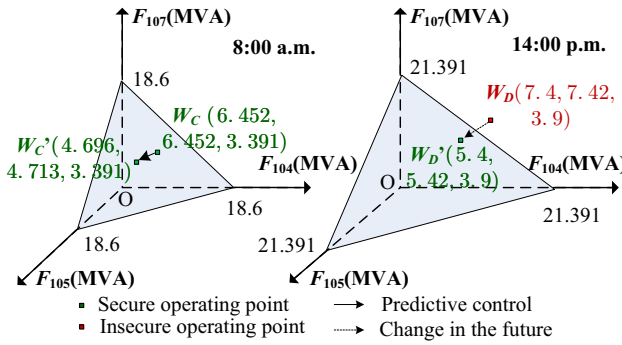 F107(MVA)
8:00 a.m.
18.6
WC (6.452,
6.452, 3.391)
WC’(4.696,
4.713, 3.391)
F104(MVA)
O
18.6
18.6
F105(MVA)
F107(MVA)
14:00 p.m.
21.391
WD(7.4, 7.42,
3.9)
WD’(5.4,
5.42, 3.9)
F104(MVA)
O
21.391
21.391
F105(MVA)
Secure operating point
Predictive control
Insecure operating point
Change in the future